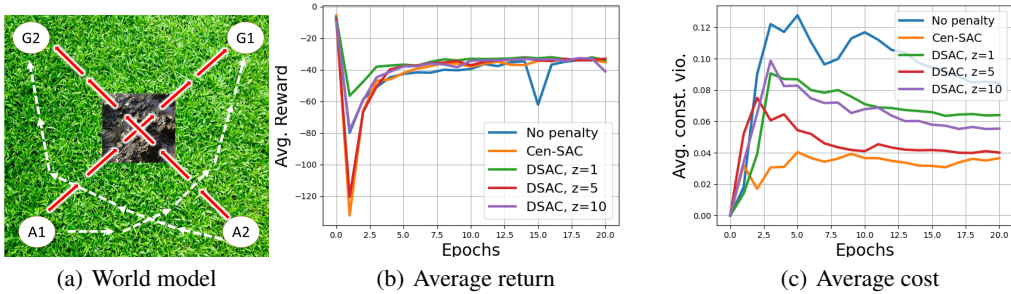 G2
G1
A1
A2
(a) World model
0
−20
−40
−60
−80
−100
−120
Avg. Reward
No penalty
Cen-SAC
DSAC, z=1
DSAC, z=5
DSAC, z=10
0.0 2.5 5.0 7.5 10.0 12.5 15.0 17.5 20.0
Epochs
(b) Average return
0.12
0.10
0.08
0.06
0.04
0.02
0.00
Avg. const. vio.
No penalty
Cen-SAC
DSAC, z=1
DSAC, z=5
DSAC, z=10
0.0 2.5 5.0 7.5 10.0 12.5 15.0 17.5 20.0
Epochs
(c) Average cost